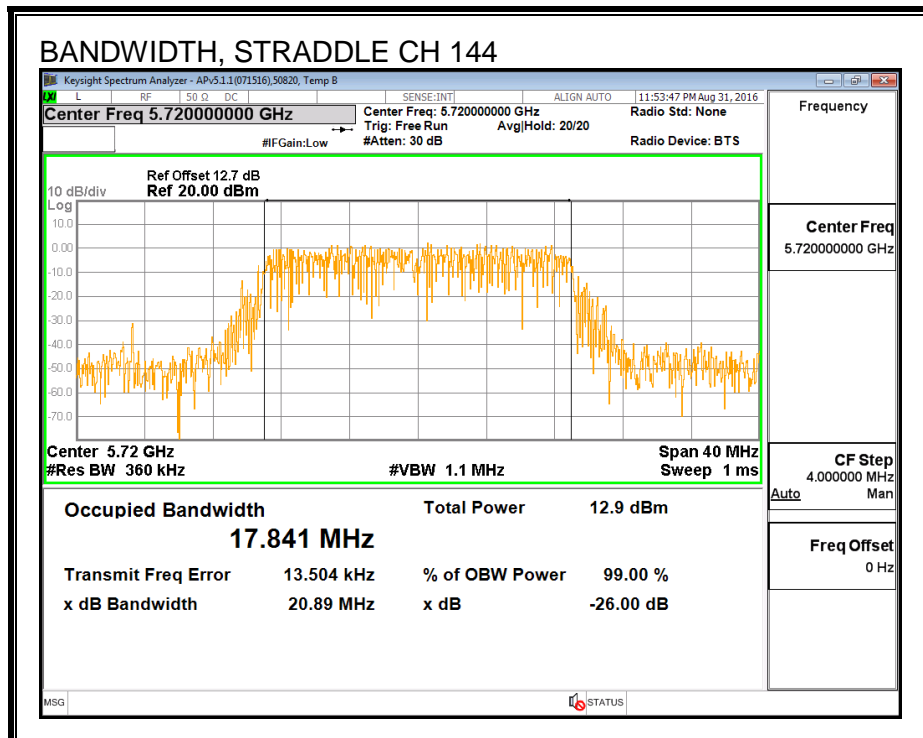 BANDWIDTH, STRADDLE CH 144
Keysight Spectrum Analyzer - APv5.1.1(071516),50820, Temp B
LXI L RF 50 Ω DC SENSE:INT ALIGN AUTO 11:53:47 PM Aug 31, 2016
Center Freq 5.720000000 GHz
#IFGain:Low
Center Freq: 5.720000000 GHz
Trig: Free Run Avg|Hold: 20/20
#Atten: 30 dB
Radio Std: None
Radio Device: BTS
Ref Offset 12.7 dB
10 dB/div Ref 20.00 dBm
Log
10.0
0.00
-10.0
-20.0
-30.0
-40.0
-50.0
-60.0
-70.0
Center 5.72 GHz Span 40 MHz
#Res BW 360 kHz #VBW 1.1 MHz Sweep 1 ms
Occupied Bandwidth Total Power 12.9 dBm
17.841 MHz
Transmit Freq Error 13.504 kHz % of OBW Power 99.00 %
x dB Bandwidth 20.89 MHz x dB -26.00 dB
MSG STATUS
Frequency
Center Freq
5.720000000 GHz
CF Step
4.000000 MHz
Auto Man
Freq Offset
0 Hz